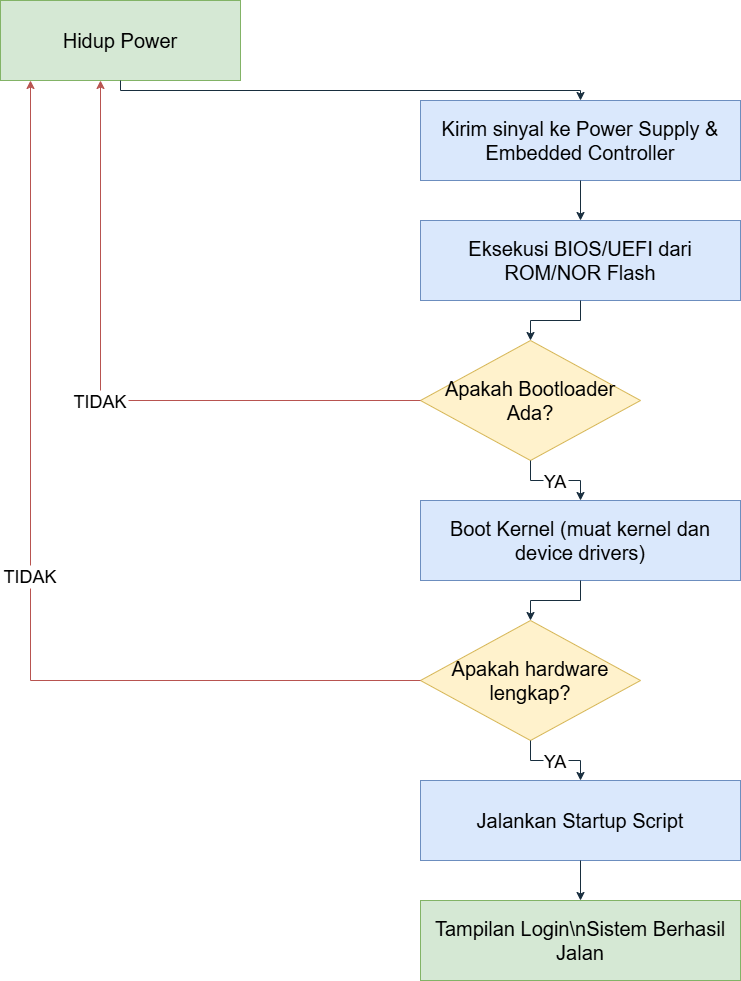 Hidup Power
Kirim sinyal ke Power Supply &
Embedded Controller
Eksekusi BIOS/UEFI dari
ROM/NOR Flash
Apakah Bootloader
Ada?
TIDAK
YA
Boot Kernel (muat kernel dan
device drivers)
TIDAK
Apakah hardware
lengkap?
YA
Jalankan Startup Script
Tampilan Login\nSistem Berhasil
Jalan